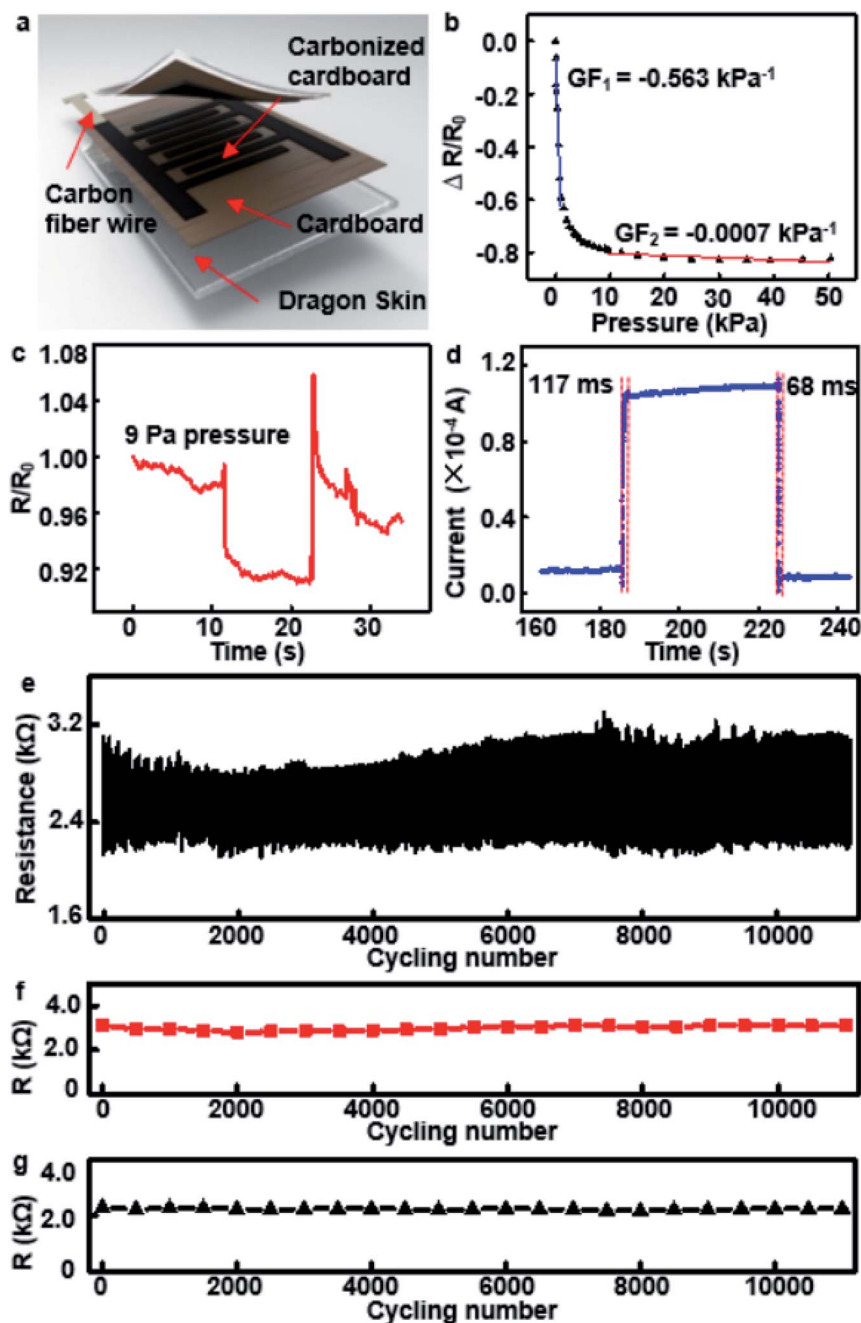 a
Carbonized
cardboard
Carbon
fiber wire
Cardboard
Dragon Skin
b
Δ R/R₀
0.0
-0.2
-0.4
-0.6
-0.8
GF₁ = -0.563 kPa⁻¹
GF₂ = -0.0007 kPa⁻¹
0 10 20 30 40 50
Pressure (kPa)
c
R/R₀
1.08
1.04
1.00
0.96
0.92
9 Pa pressure
0 10 20 30
Time (s)
d
Current (×10⁻⁴ A)
1.2
0.8
0.4
0.0
117 ms
68 ms
160 180 200 220 240
Time (s)
e
Resistance (kΩ)
3.2
2.4
1.6
0 2000 4000 6000 8000 10000
Cycling number
f
R (kΩ)
4.0
2.0
0
0 2000 4000 6000 8000 10000
Cycling number
g
R (kΩ)
4.0
2.0
0
0 2000 4000 6000 8000 10000
Cycling number